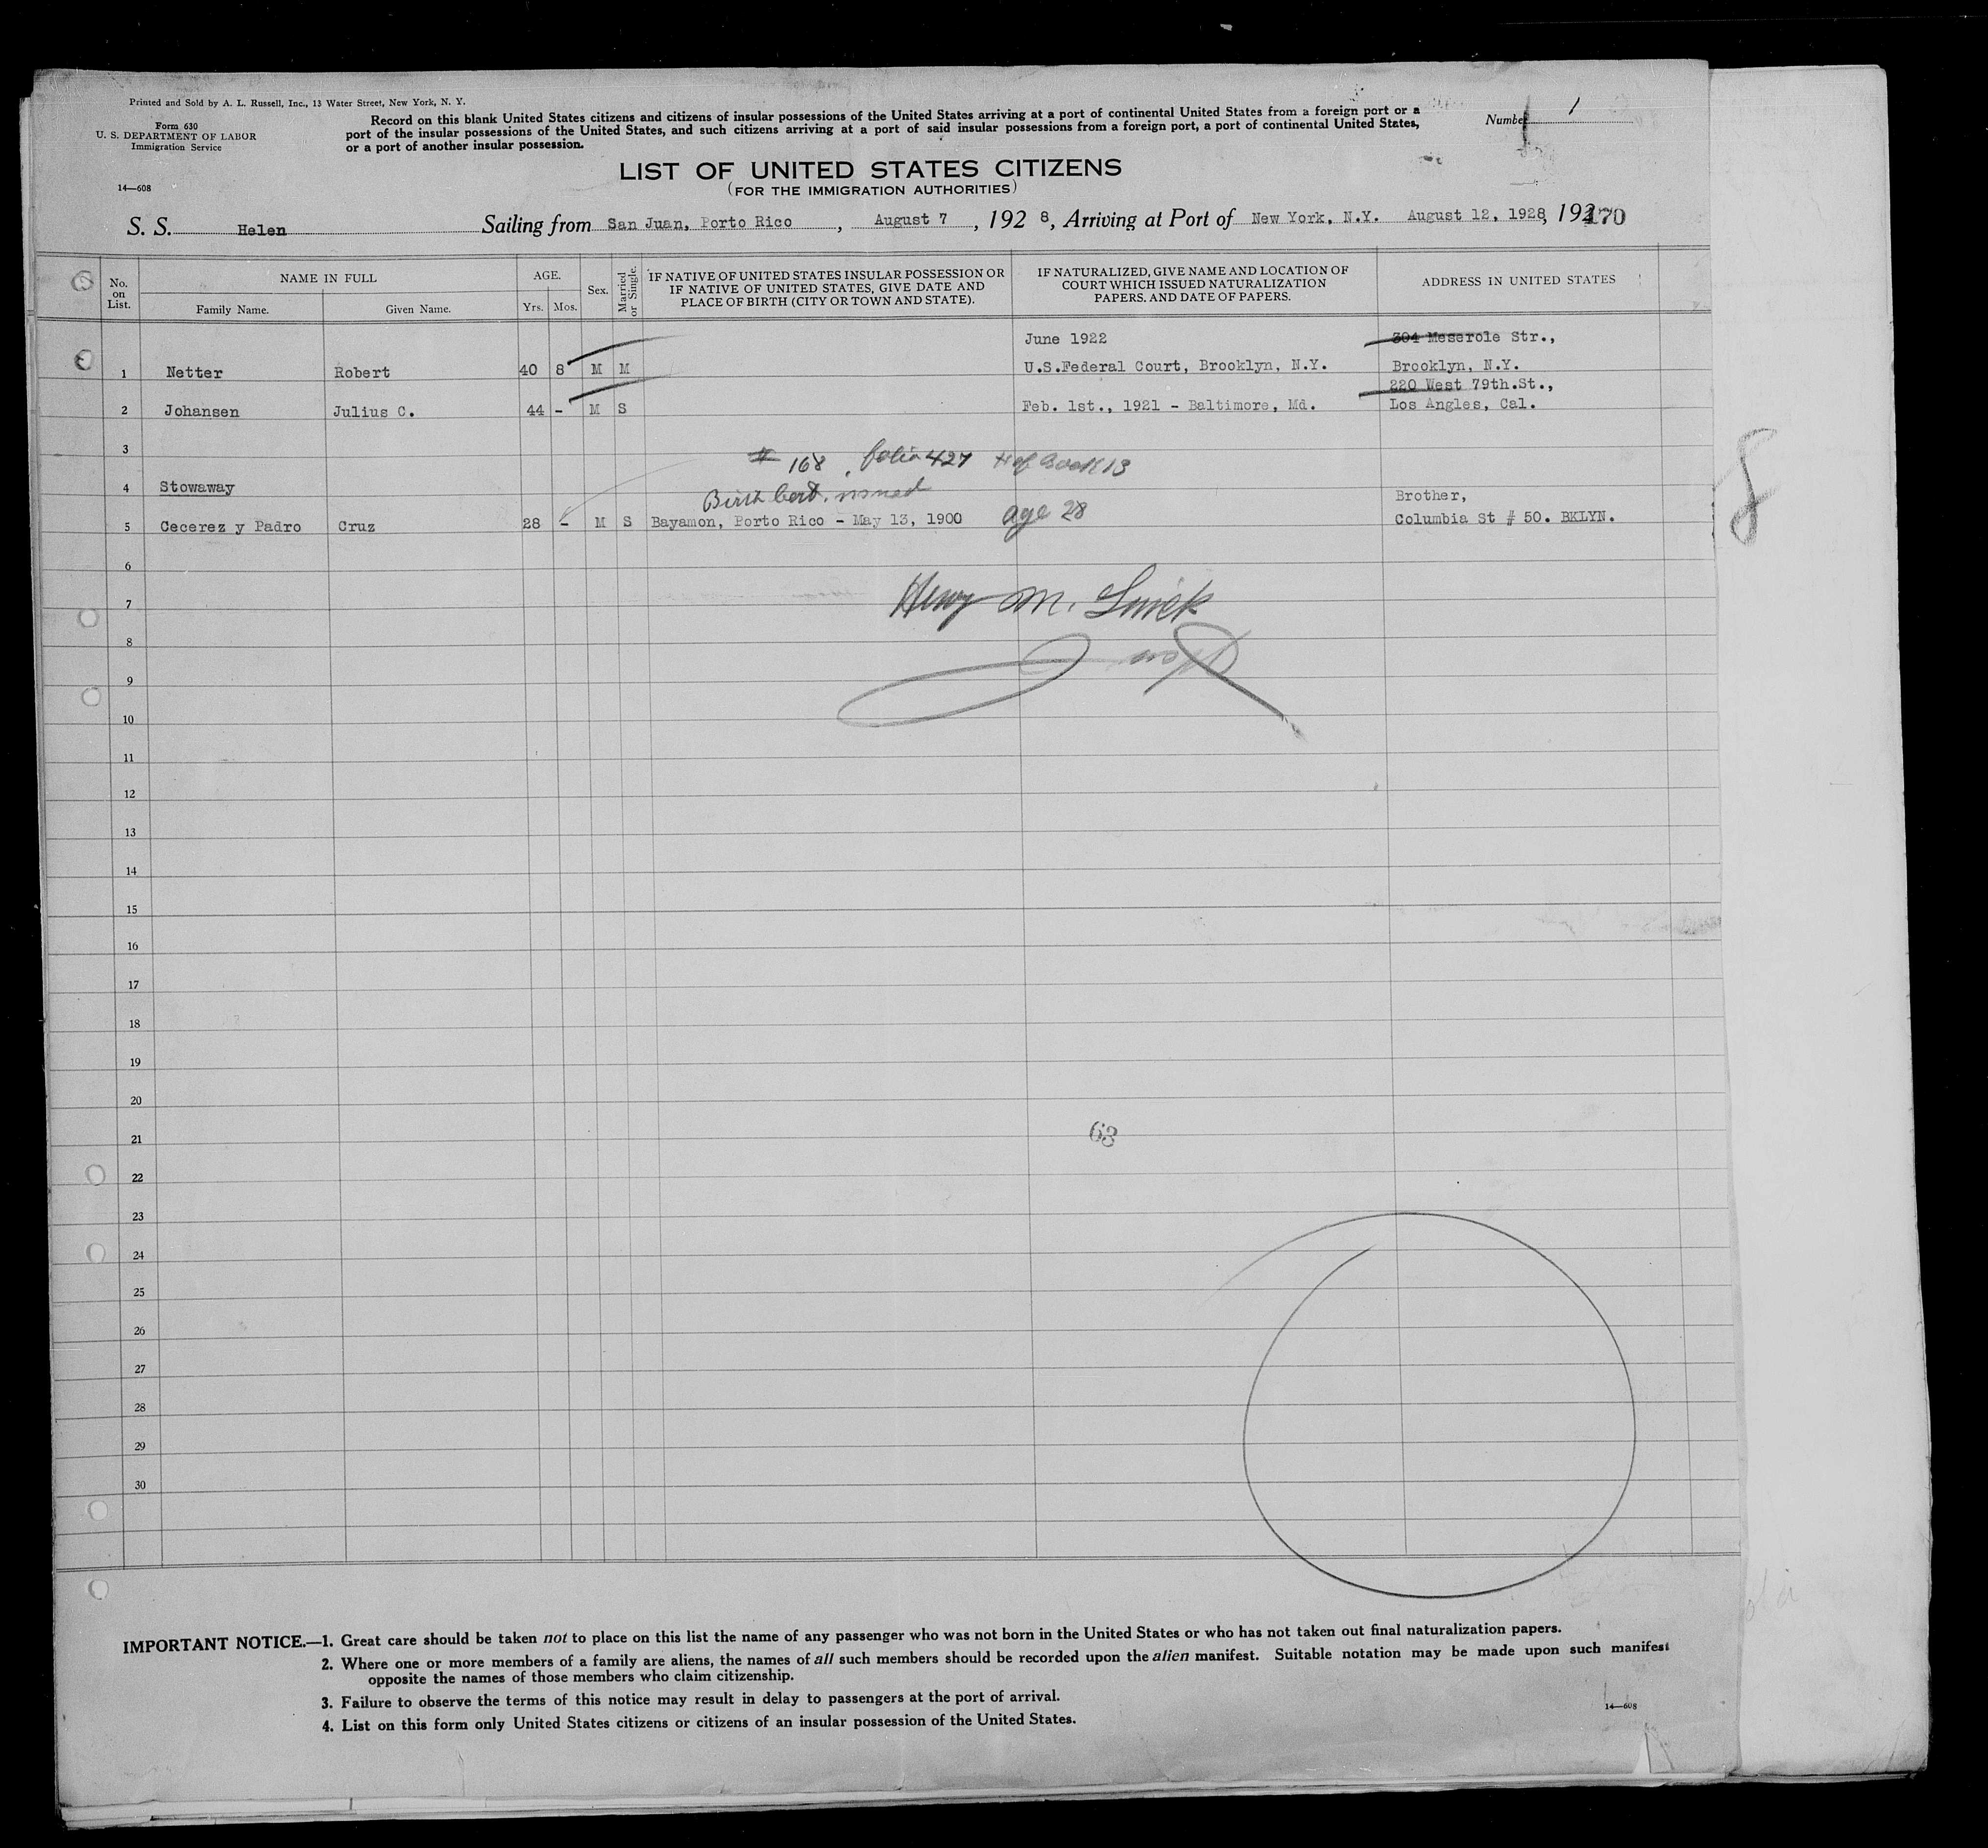 Printed and Sold by A. L. Russell, Inc., 13 Water Street, New York, N. Y.
Form 630
U. S. DEPARTMENT OF LABOR
Immigration Service
14—608
Record on this blank United States citizens and citizens of insular possessions of the United States arriving at a port of continental United States from a foreign port or a
port of the insular possessions of the United States, and such citizens arriving at a port of said insular possessions from a foreign port, a port of continental United States,
or a port of another insular possession.
Number 1
LIST OF UNITED STATES CITIZENS
(FOR THE IMMIGRATION AUTHORITIES)
S. S. Helen Sailing from San Juan, Porto Rico, August 7, 1928, Arriving at Port of New York, N.Y. August 12, 1928, 192 170
No. on List. NAME IN FULL AGE. Sex. Married or Single. IF NATIVE OF UNITED STATES INSULAR POSSESSION OR IF NATIVE OF UNITED STATES, GIVE DATE AND PLACE OF BIRTH (CITY OR TOWN AND STATE). IF NATURALIZED, GIVE NAME AND LOCATION OF COURT WHICH ISSUED NATURALIZATION PAPERS. AND DATE OF PAPERS. ADDRESS IN UNITED STATES
Family Name. Given Name. Yrs. Mos.
June 1922 304 Meserole Str.,
1 Netter Robert 40 8 M M U.S.Federal Court, Brooklyn, N.Y. Brooklyn, N.Y.
220 West 79th.St.,
2 Johansen Julius C. 44 - M S Feb. 1st., 1921 - Baltimore, Md. Los Angles, Cal.
3
# 168, folio 427 # of Book 13
4 Stowaway
Birth Cert. issued Brother,
5 Cecerez y Padro Cruz 28 - M S Bayamon, Porto Rico - May 13, 1900 age 28 Columbia St # 50. BKLYN.
6
7 Henry M.
8
9
10
11
12
13
14
15
16
17
18
19
20
21 63
22
23
24
25
26
27
28
29
30
IMPORTANT NOTICE.—1. Great care should be taken not to place on this list the name of any passenger who was not born in the United States or who has not taken out final naturalization papers.
2. Where one or more members of a family are aliens, the names of all such members should be recorded upon the alien manifest. Suitable notation may be made upon such manifest
opposite the names of those members who claim citizenship.
3. Failure to observe the terms of this notice may result in delay to passengers at the port of arrival.
4. List on this form only United States citizens or citizens of an insular possession of the United States.
14—608